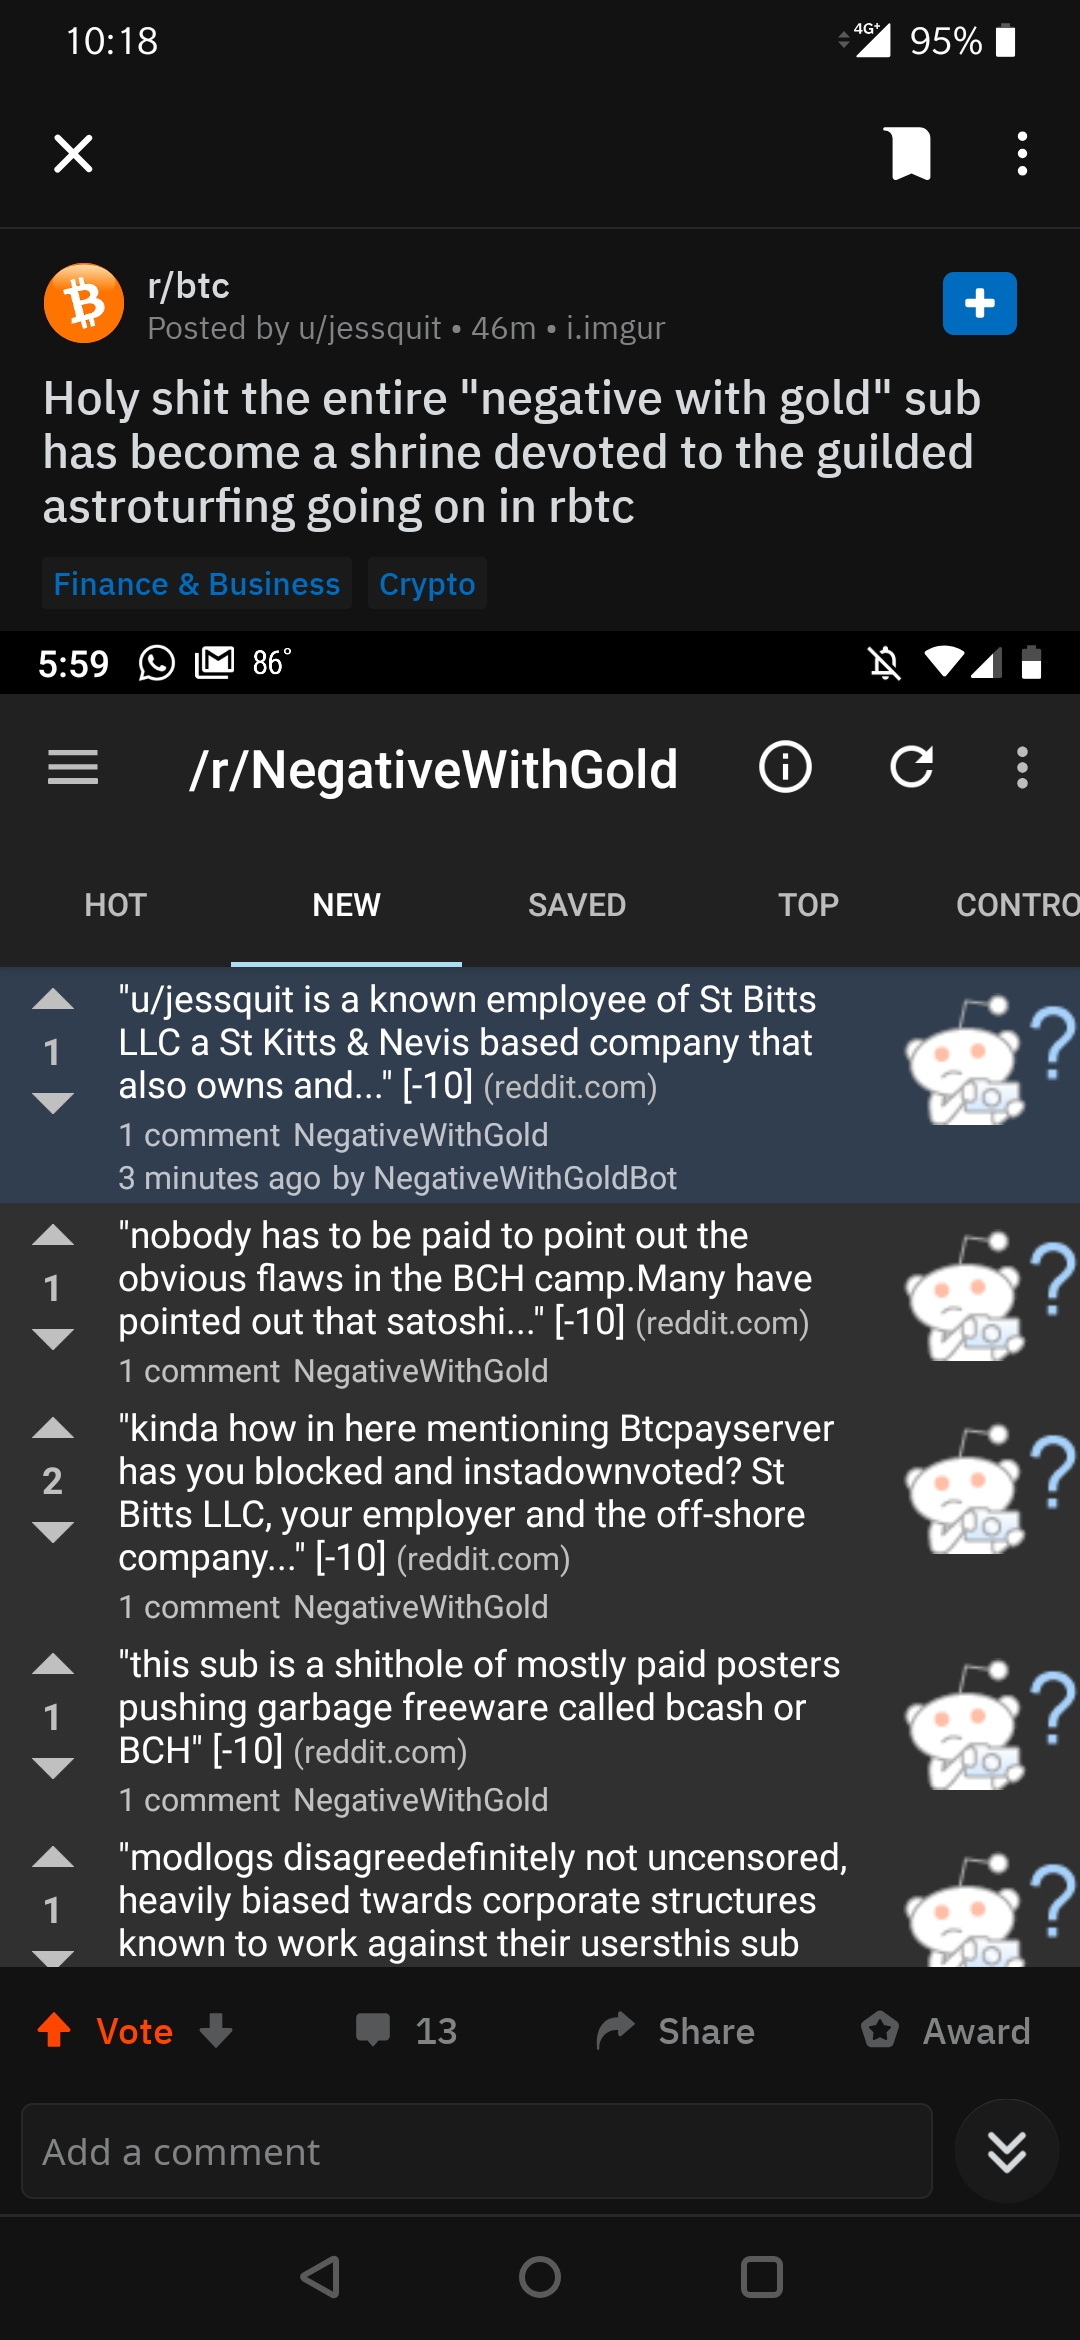 10:18
4G+ 95%
r/btc
Posted by u/jessquit • 46m • i.imgur
Holy shit the entire "negative with gold" sub
has become a shrine devoted to the guilded
astroturfing going on in rbtc
Finance & Business Crypto
5:59 86°
/r/NegativeWithGold
HOT NEW SAVED TOP CONTRO
"u/jessquit is a known employee of St Bitts
LLC a St Kitts & Nevis based company that
also owns and..." [-10] (reddit.com)
1
1 comment NegativeWithGold
3 minutes ago by NegativeWithGoldBot
"nobody has to be paid to point out the
obvious flaws in the BCH camp.Many have
pointed out that satoshi..." [-10] (reddit.com)
1
1 comment NegativeWithGold
"kinda how in here mentioning Btcpayserver
has you blocked and instadownvoted? St
Bitts LLC, your employer and the off-shore
company..." [-10] (reddit.com)
2
1 comment NegativeWithGold
"this sub is a shithole of mostly paid posters
pushing garbage freeware called bcash or
BCH" [-10] (reddit.com)
1
1 comment NegativeWithGold
"modlogs disagreedefinitely not uncensored,
heavily biased twards corporate structures
known to work against their usersthis sub
1
Vote 13 Share Award
Add a comment